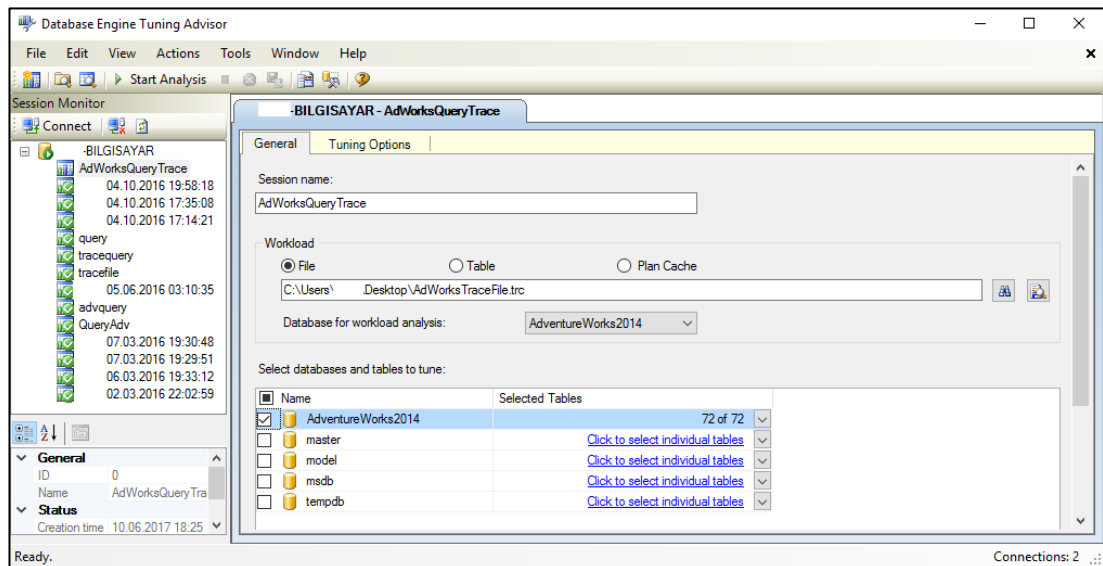 Database Engine Tuning Advisor
File Edit View Actions Tools Window Help
Start Analysis
Session Monitor
Connect
-BILGISAYAR
AdWorksQueryTrace
04.10.2016 19:58:18
04.10.2016 17:35:08
04.10.2016 17:14:21
query
tracequery
tracefile
05.06.2016 03:10:35
advquery
QueryAdv
07.03.2016 19:30:48
07.03.2016 19:29:51
06.03.2016 19:33:12
02.03.2016 22:02:59
General
ID 0
Name AdWorksQueryTra
Status
Creation time 10.06.2017 18:25
-BILGISAYAR - AdWorksQueryTrace
General Tuning Options
Session name:
AdWorksQueryTrace
Workload
File Table Plan Cache
C:\Users\ .Desktop\AdWorksTraceFile.trc
Database for workload analysis: AdventureWorks2014
Select databases and tables to tune:
Name Selected Tables
AdventureWorks2014 72 of 72
master Click to select individual tables
model Click to select individual tables
msdb Click to select individual tables
tempdb Click to select individual tables
Ready. Connections: 2